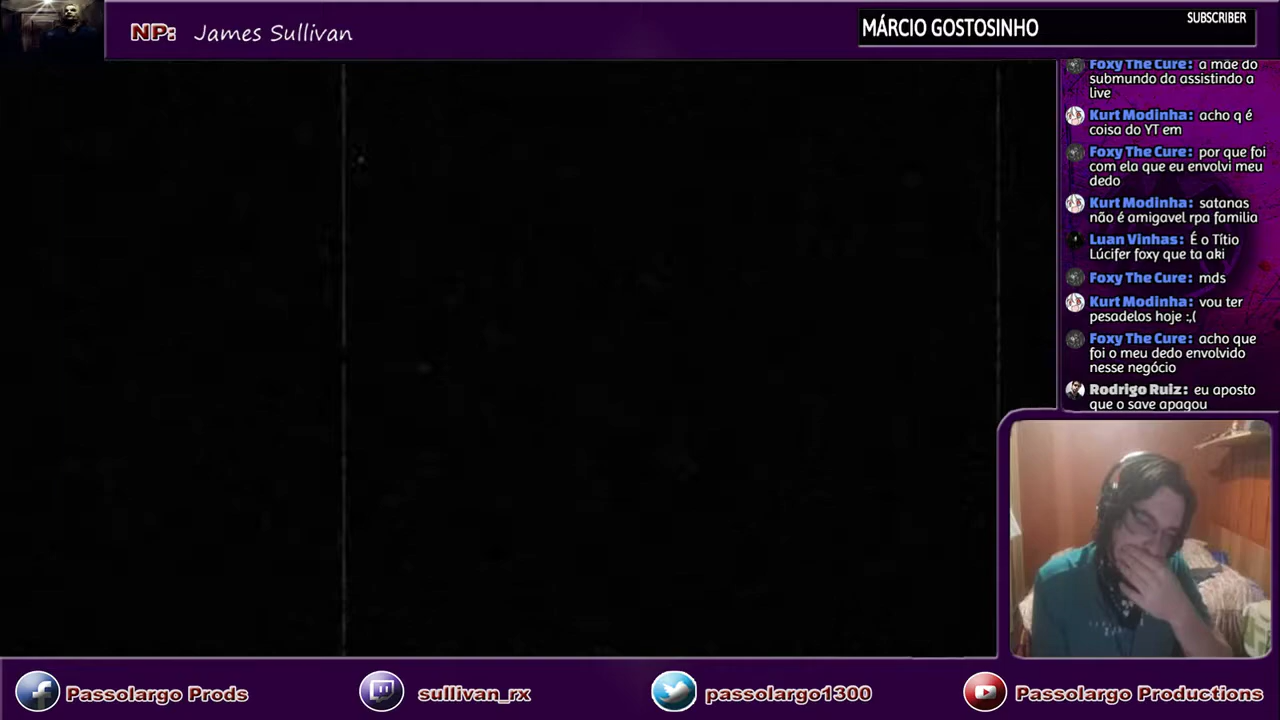 NP: James Sullivan
MÁRCIO GOSTOSINHO
SUBSCRIBER
Foxy The Cure: a mãe do
submundo da assistindo a
live
Kurt Modinha: acho q é
coisa do YT em
Foxy The Cure: por que foi
com ela que eu envolvi meu
dedo
Kurt Modinha: satanas
não é amigavel rpa familia
Luan Vinhas: É o Títio
Lúcifer foxy que ta aki
Foxy The Cure: mds
Kurt Modinha: vou ter
pesadelos hoje :,(
Foxy The Cure: acho que
foi o meu dedo envolvido
nesse negócio
Rodrigo Ruiz: eu aposto
que o save apagou
Passolargo Prods
sullivan_rx
passolargo1300
Passolargo Productions